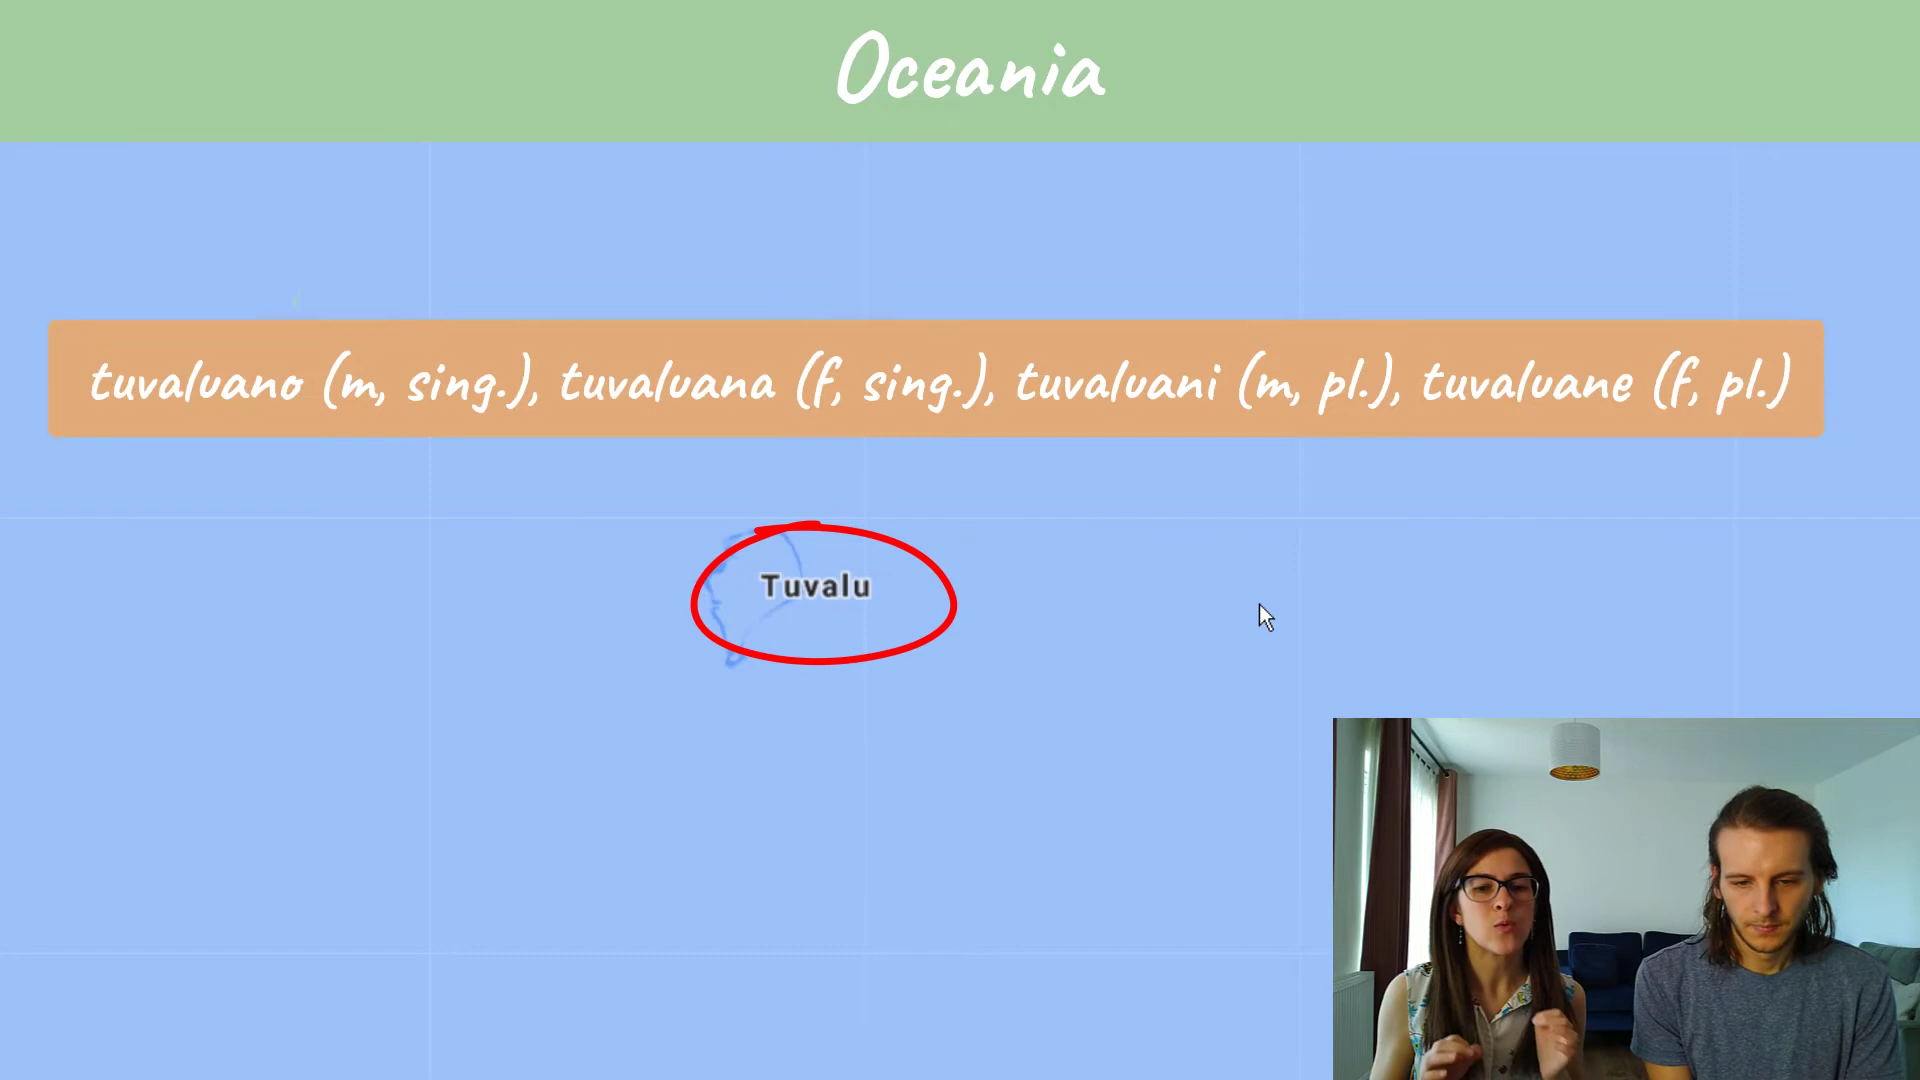 Oceania
tuvaluano (m, sing.), tuvaluana (f, sing.), tuvaluani (m, pl.), tuvaluane (f, pl.)
Tuvalu